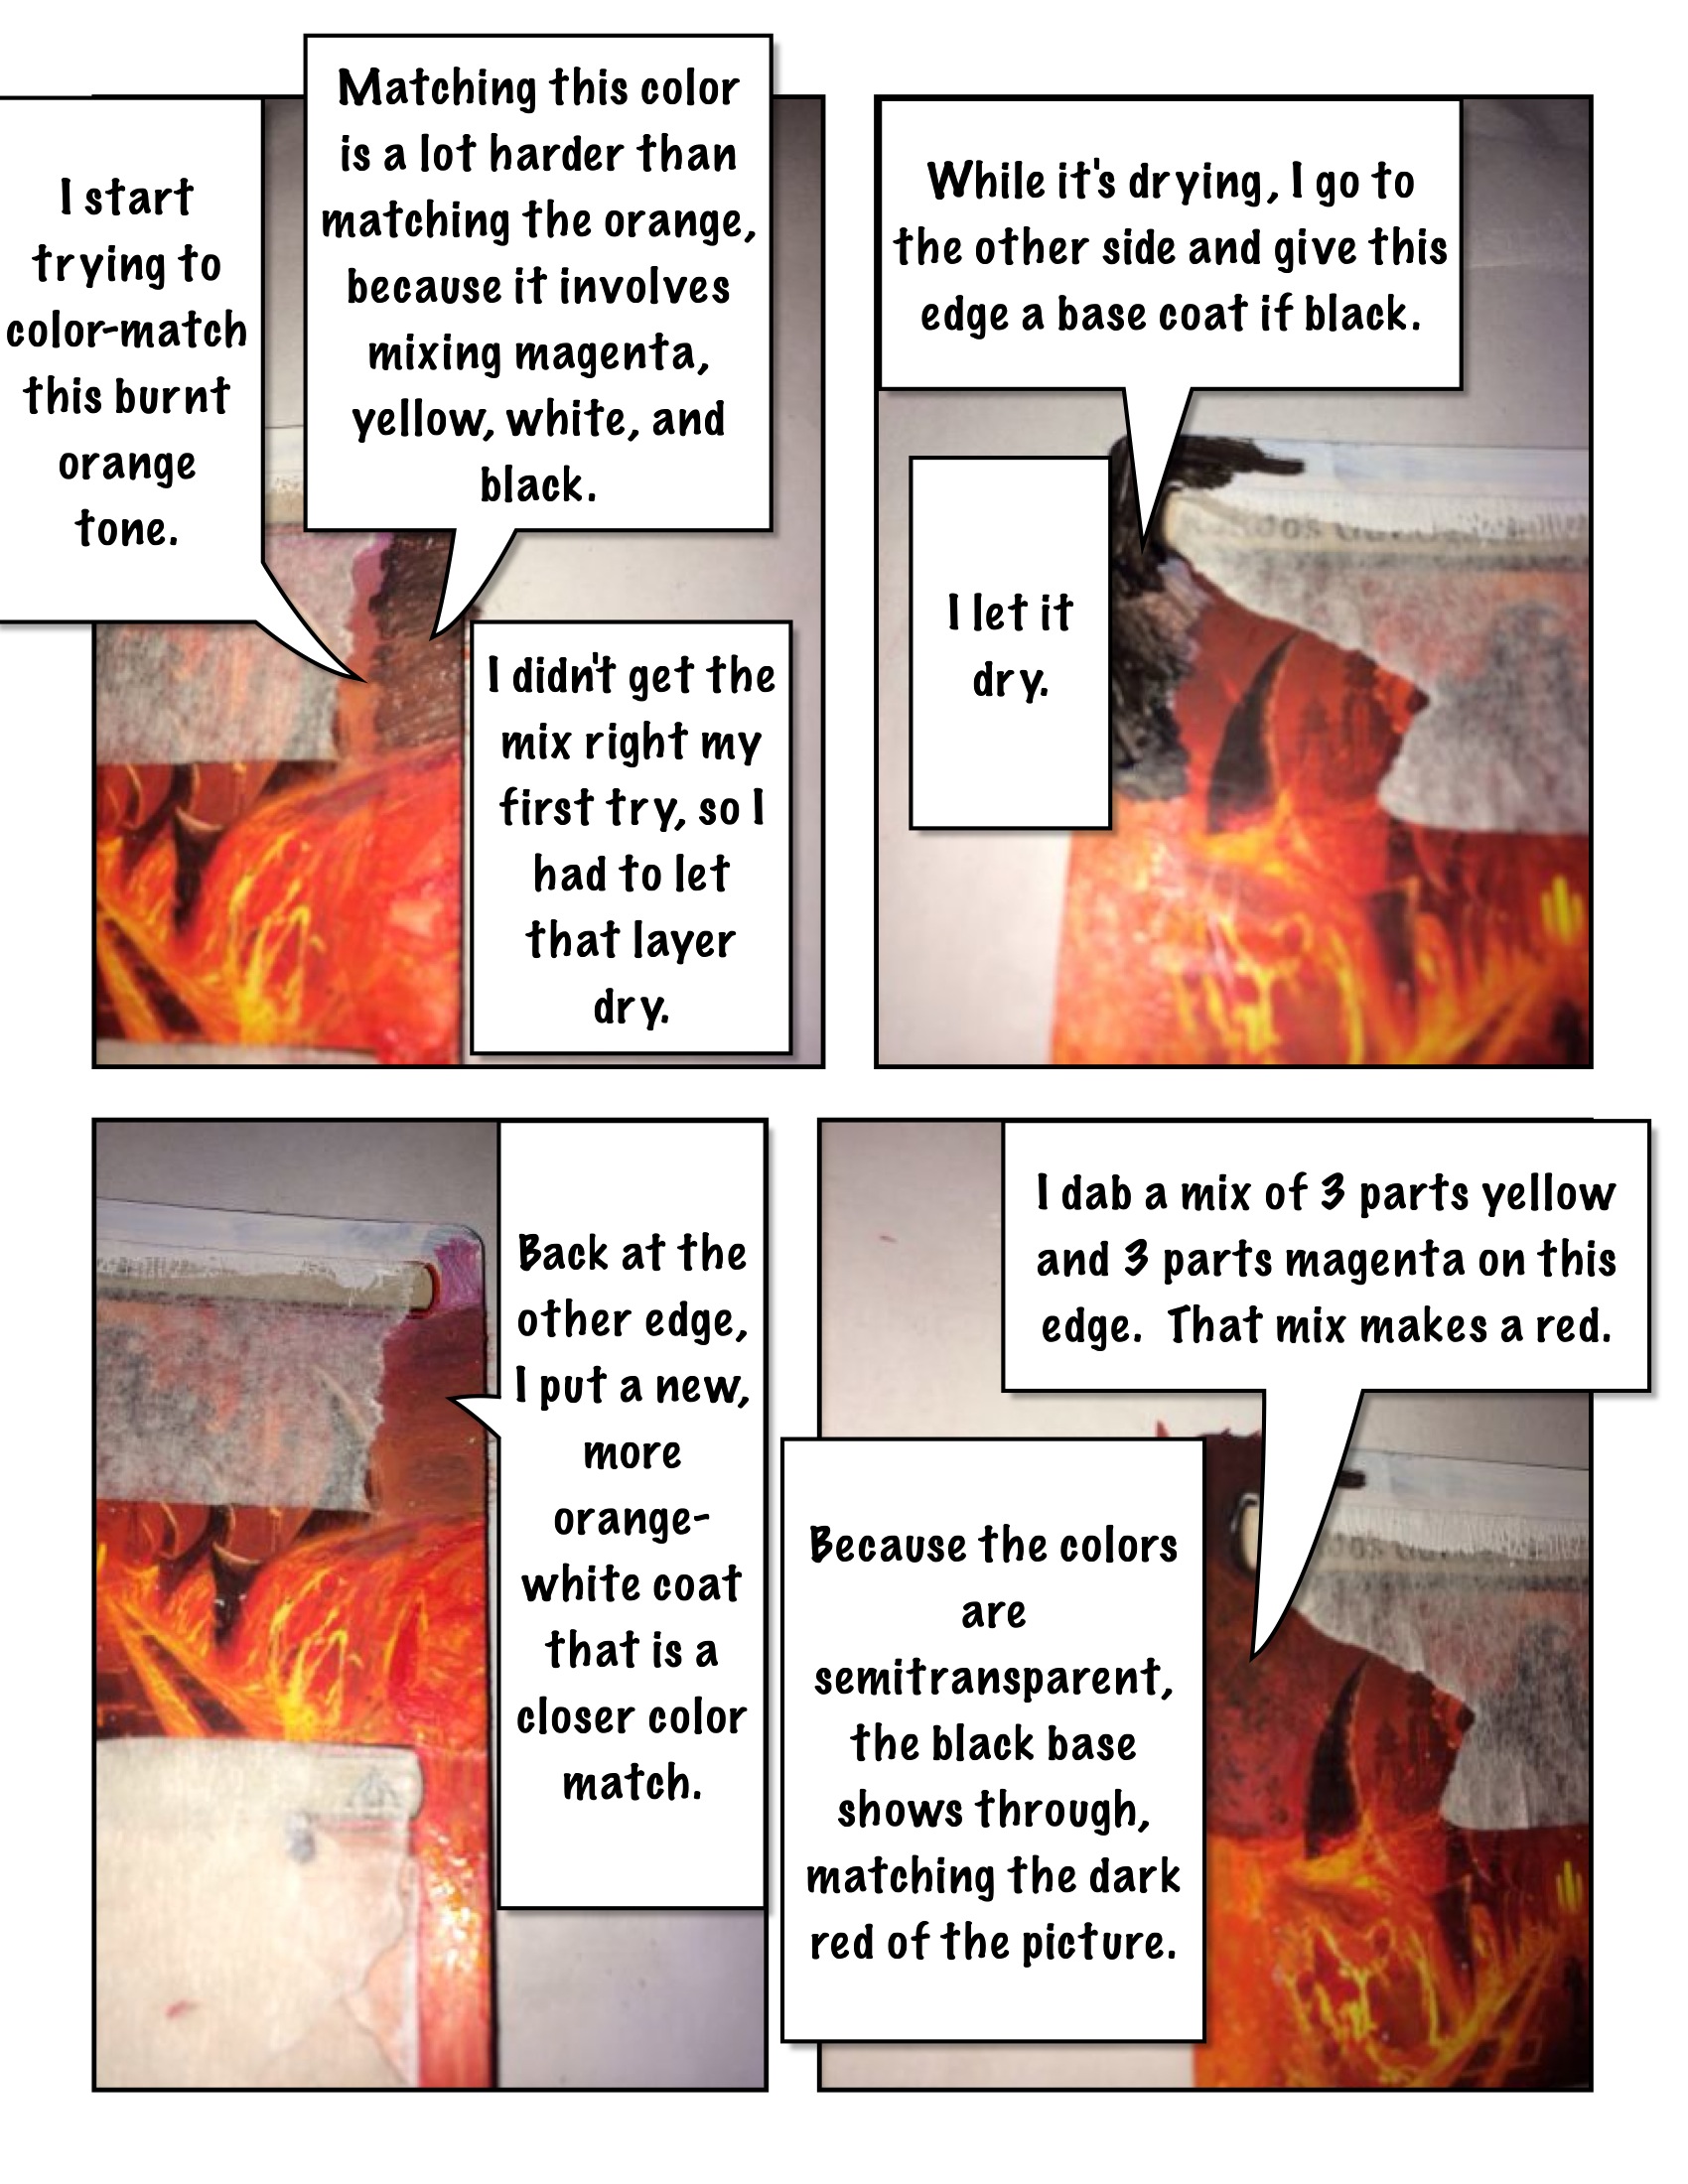 I start
trying to
color-match
this burnt
orange
tone.
Matching this color
is a lot harder than
matching the orange,
because it involves
mixing magenta,
yellow, white, and
black.
I didn't get the
mix right my
first try, so I
had to let
that layer
dry.
While it's drying, I go to
the other side and give this
edge a base coat if black.
I let it
dry.
Back at the
other edge,
I put a new,
more
orange-
white coat
that is a
closer color
match.
I dab a mix of 3 parts yellow
and 3 parts magenta on this
edge. That mix makes a red.
Because the colors
are
semitransparent,
the black base
shows through,
matching the dark
red of the picture.